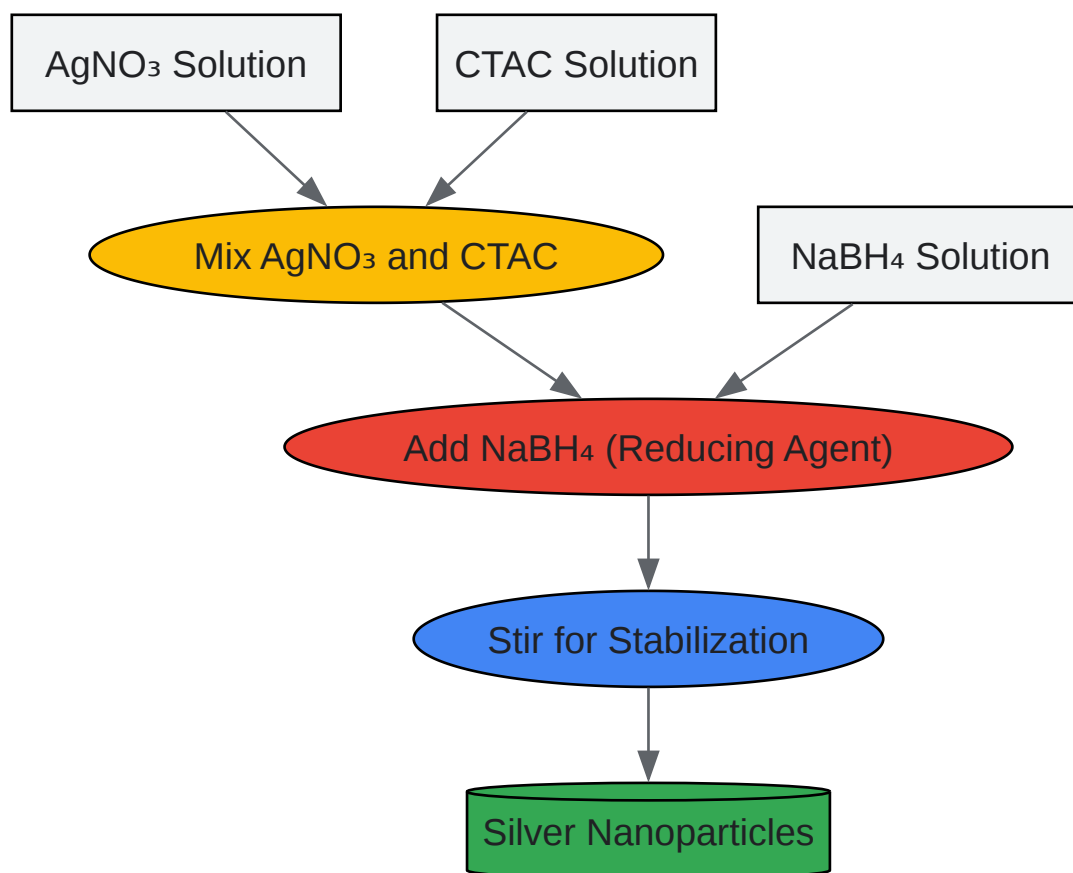 AgNO₃ Solution
CTAC Solution
Mix AgNO₃ and CTAC
NaBH₄ Solution
Add NaBH₄ (Reducing Agent)
Stir for Stabilization
Silver Nanoparticles